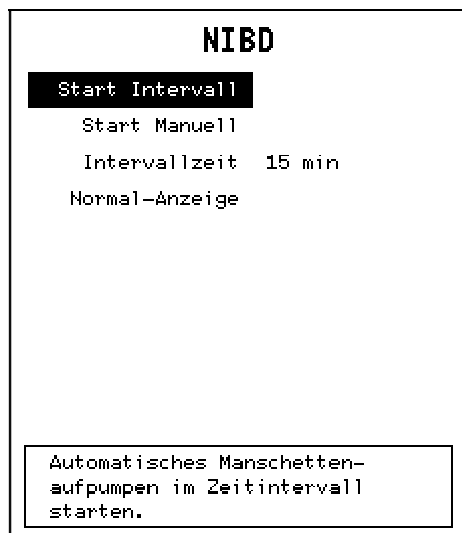 NIBD
Start Intervall
Start Manuell
Intervallzeit 15 min
Normal-Anzeige
Automatisches Manschetten-
aufpumpen im Zeitintervall
starten.